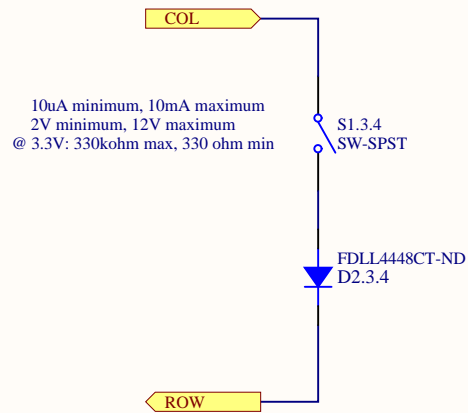 COL
10uA minimum, 10mA maximum
2V minimum, 12V maximum
@ 3.3V: 330kohm max, 330 ohm min
S1.3.4
SW-SPST
FDLL4448CT-ND
D2.3.4
ROW